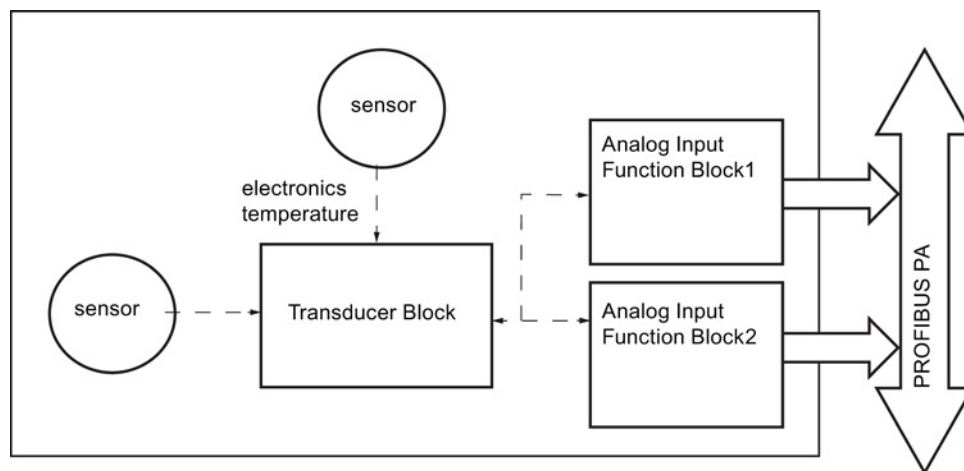 sensor
electronics
temperature
sensor
Transducer Block
Analog Input
Function Block1
Analog Input
Function Block2
PROFIBUS PA